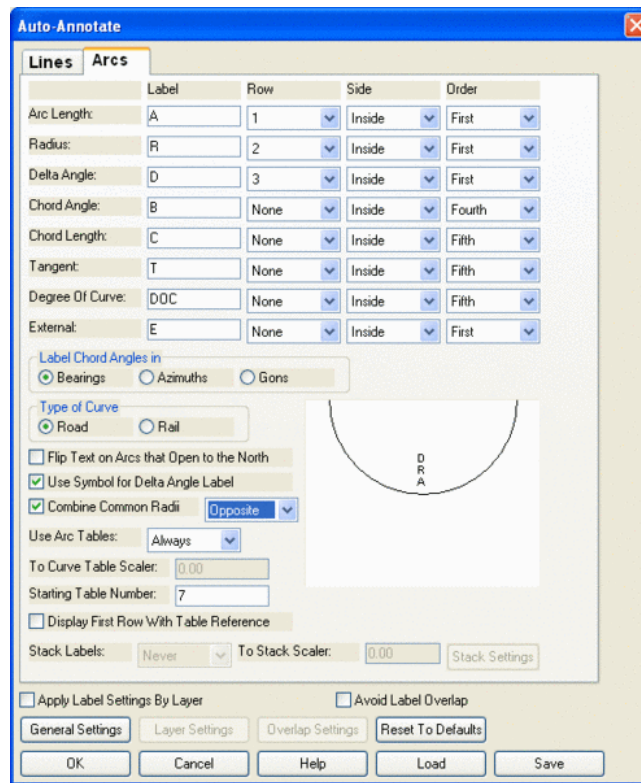 Auto-Annotate
Lines Arcs
Label Row Side Order
Arc Length: A 1 Inside First
Radius: R 2 Inside First
Delta Angle: D 3 Inside First
Chord Angle: B None Inside Fourth
Chord Length: C None Inside Fifth
Tangent: T None Inside Fifth
Degree Of Curve: DOC None Inside Fifth
External: E None Inside First
Label Chord Angles in
Bearings Azimuths Gons
Type of Curve
Road Rail
Flip Text on Arcs that Open to the North
Use Symbol for Delta Angle Label
Combine Common Radii Opposite
Use Arc Tables: Always
To Curve Table Scaler: 0.00
Starting Table Number: 7
Display First Row With Table Reference
Stack Labels: Never To Stack Scaler: 0.00 Stack Settings
D
R
A
Apply Label Settings By Layer Avoid Label Overlap
General Settings Layer Settings Overlap Settings Reset To Defaults
OK Cancel Help Load Save